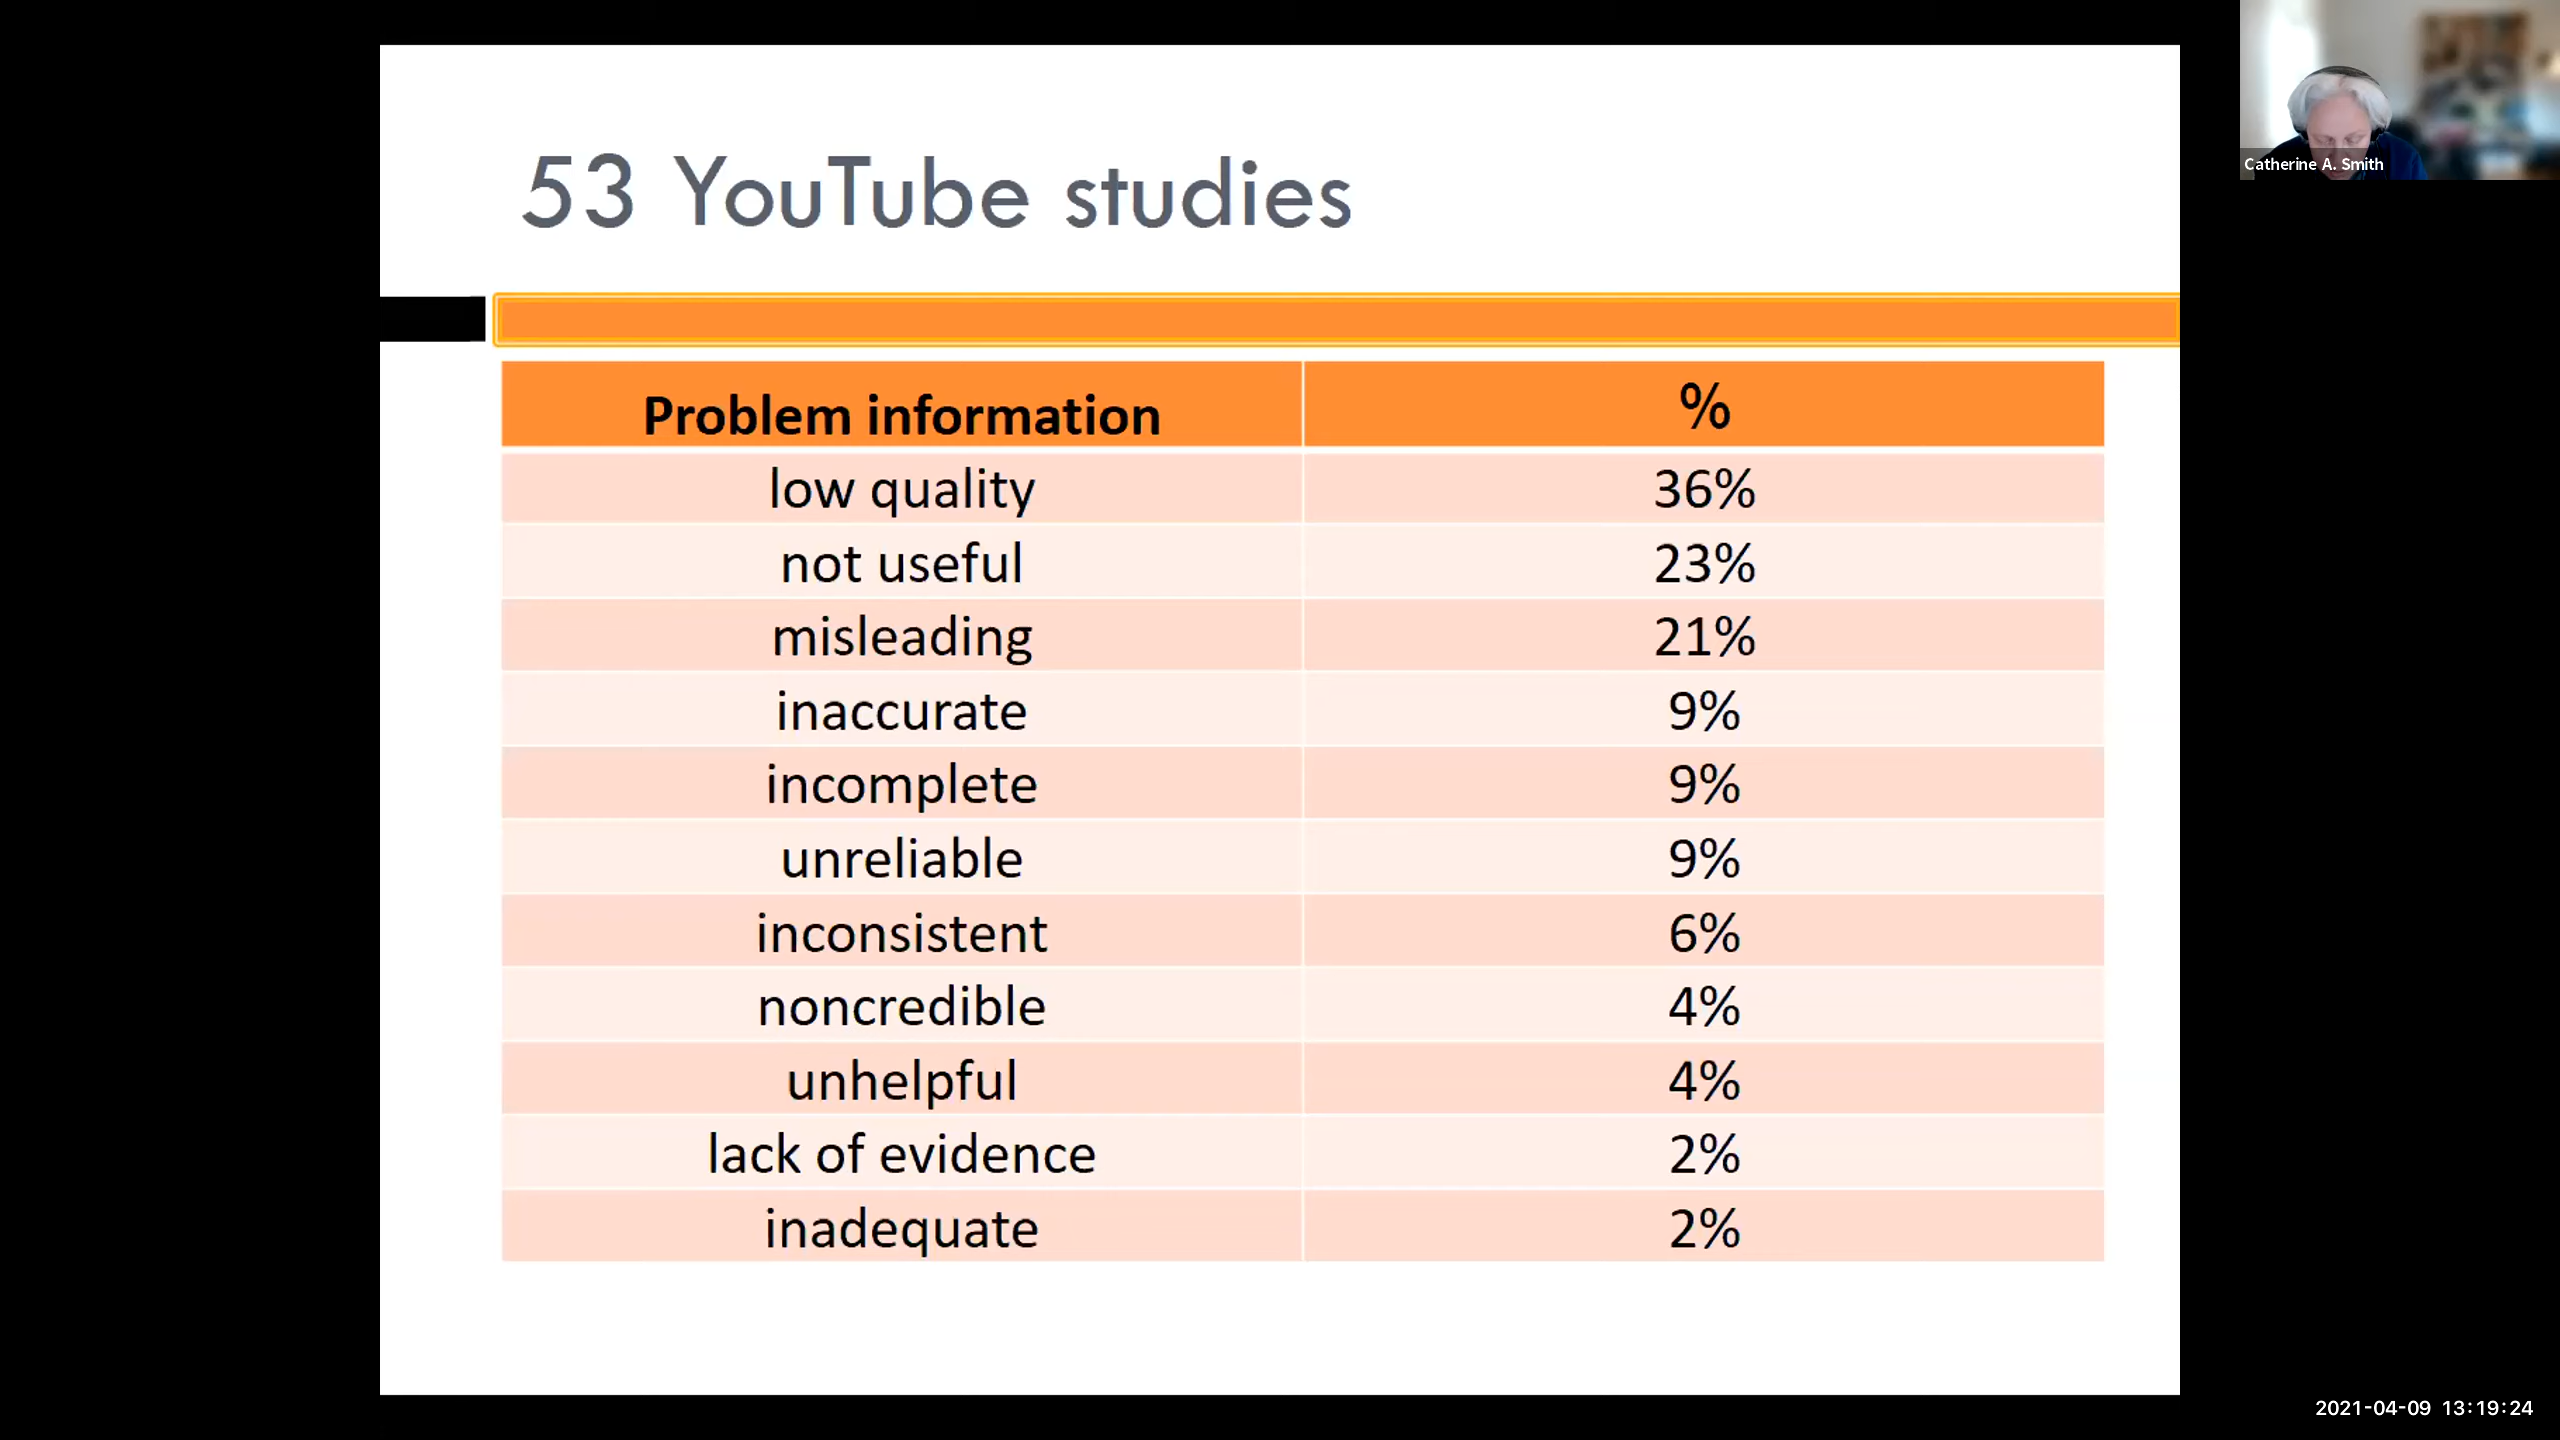 53 YouTube studies
Catherine A. Smith
Problem information %
low quality 36%
not useful 23%
misleading 21%
inaccurate 9%
incomplete 9%
unreliable 9%
inconsistent 6%
noncredible 4%
unhelpful 4%
lack of evidence 2%
inadequate 2%
2021-04-09 13:19:24